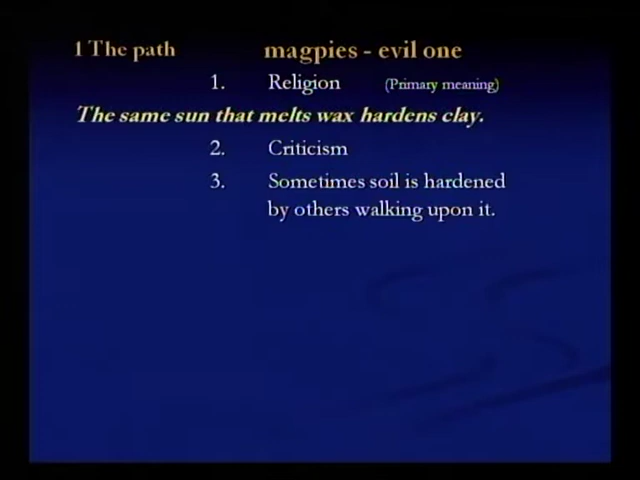 1 The path magpies - evil one
1. Religion (Primary meaning)
The same sun that melts wax hardens clay.
2. Criticism
3. Sometimes soil is hardened
by others walking upon it.